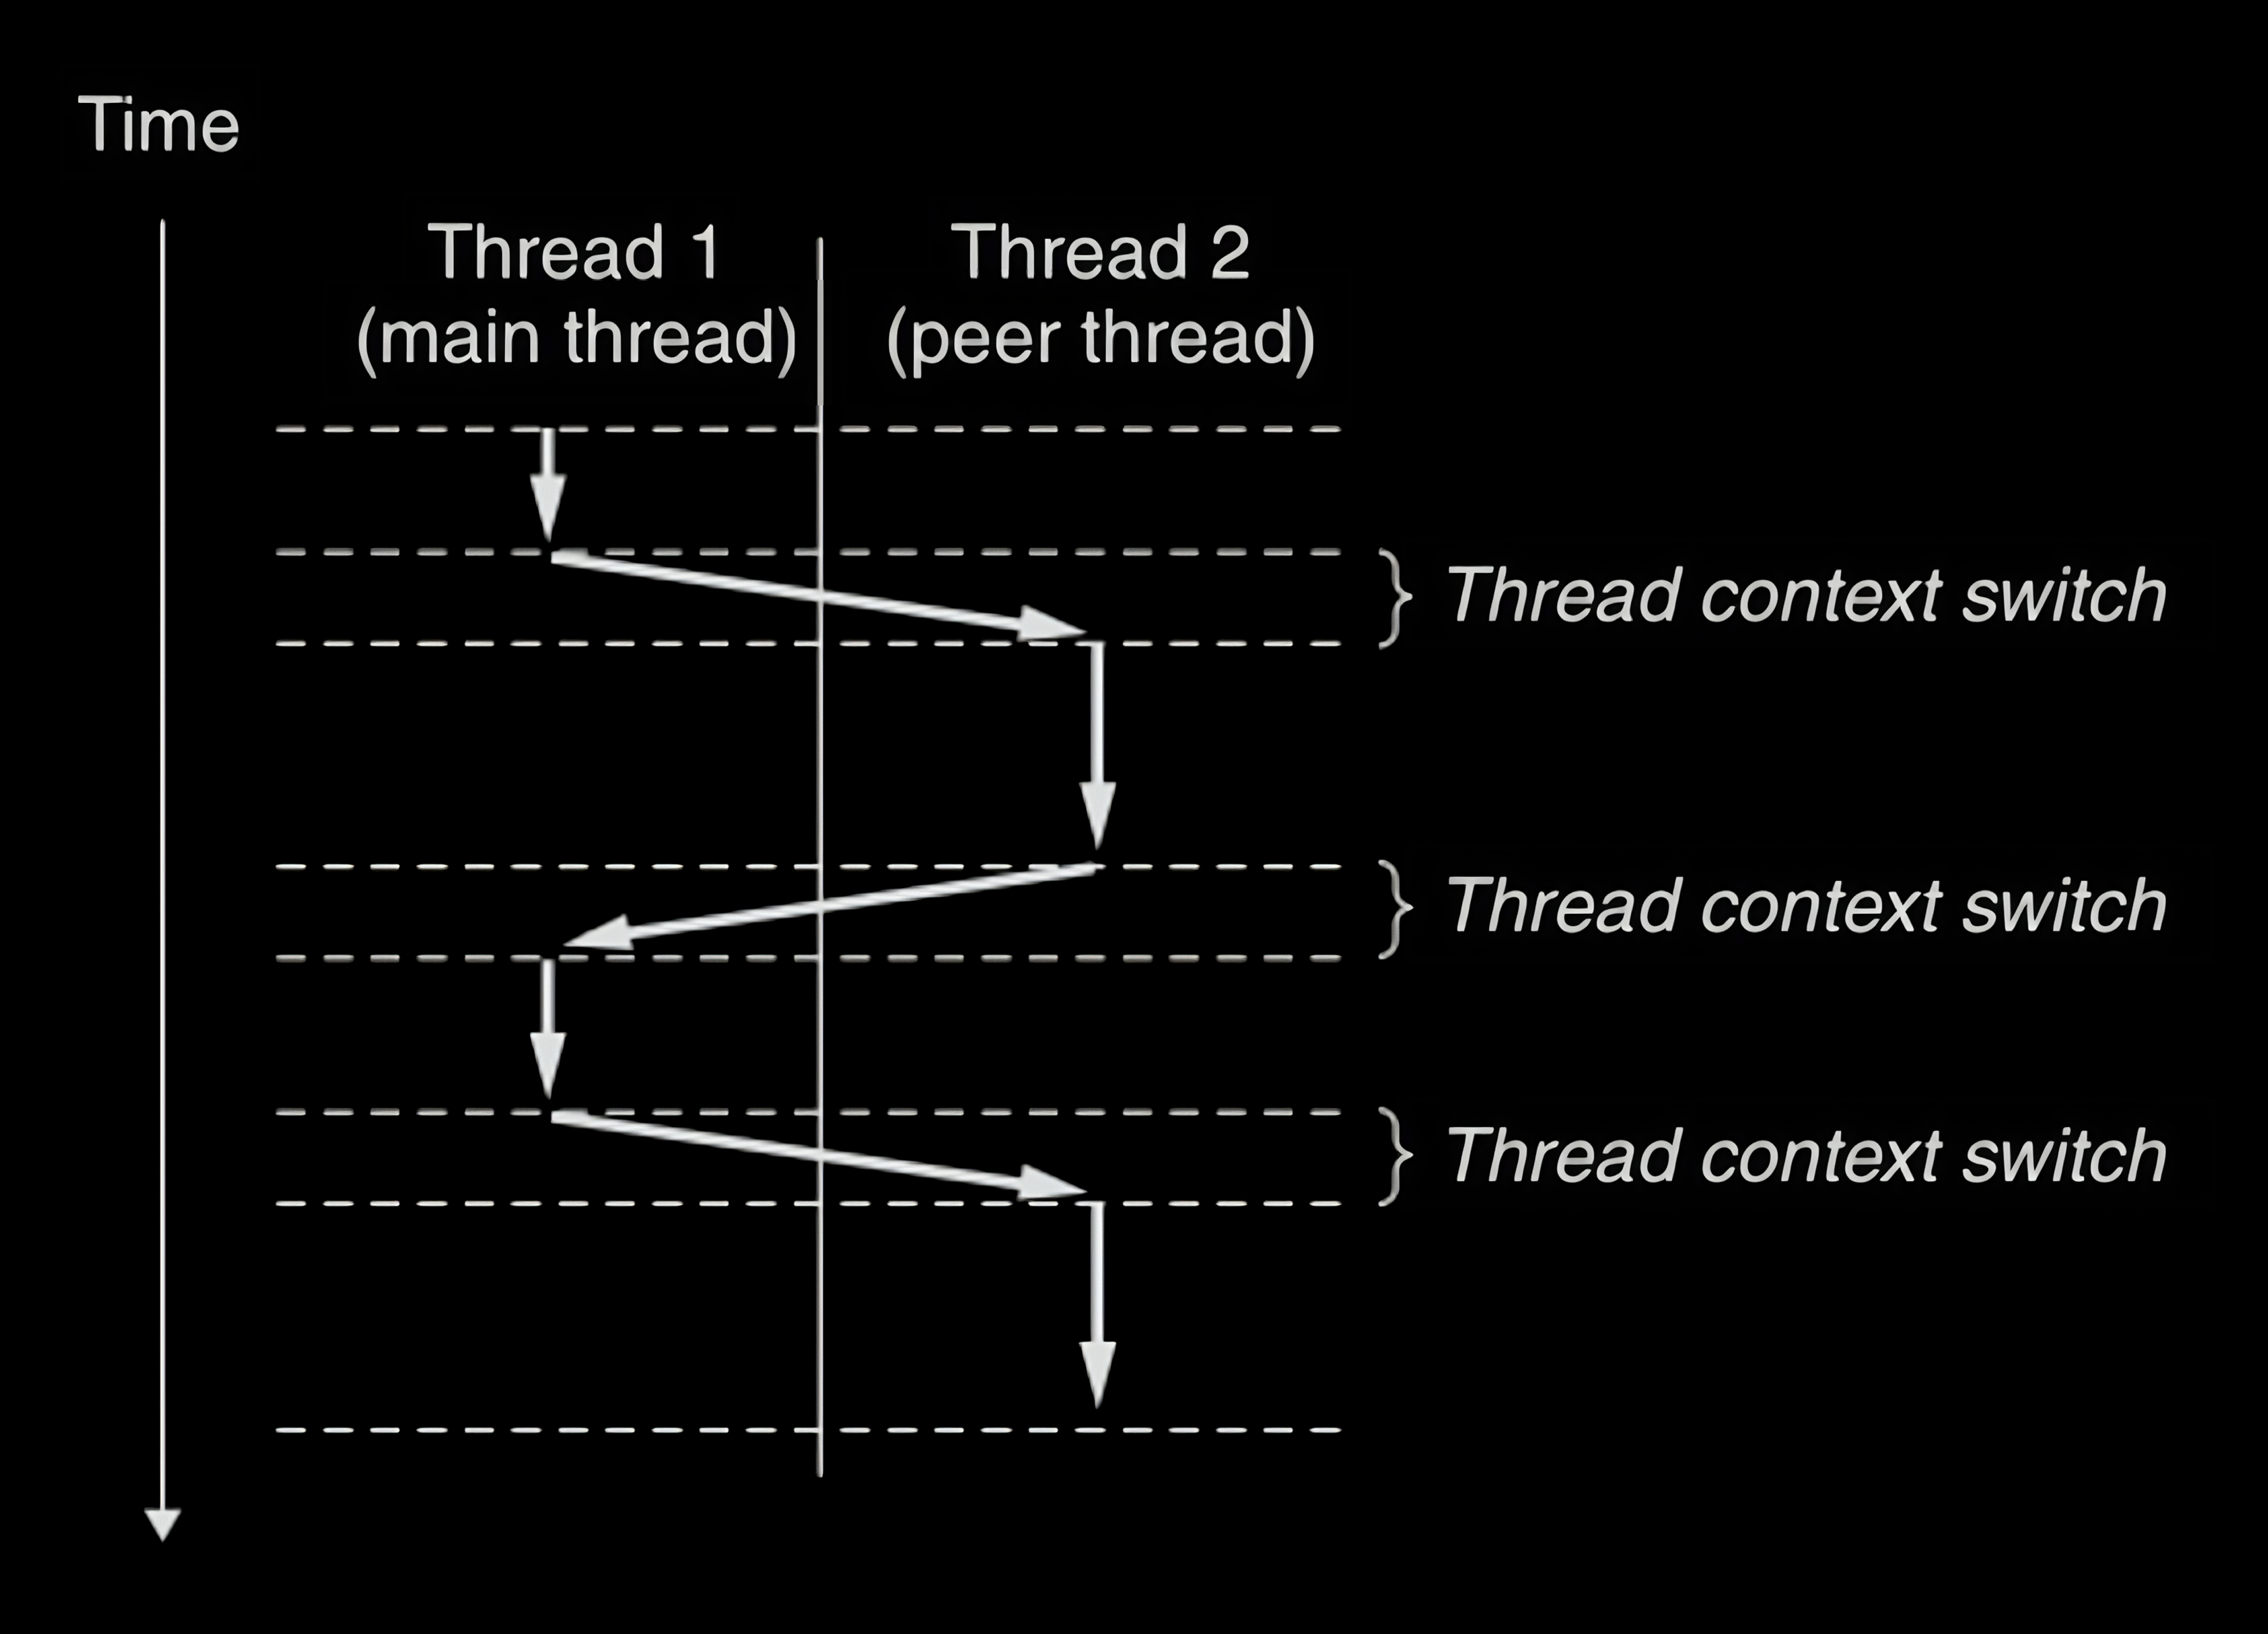 Time
Thread 1
(main thread)
Thread 2
(peer thread)
Thread context switch
Thread context switch
Thread context switch